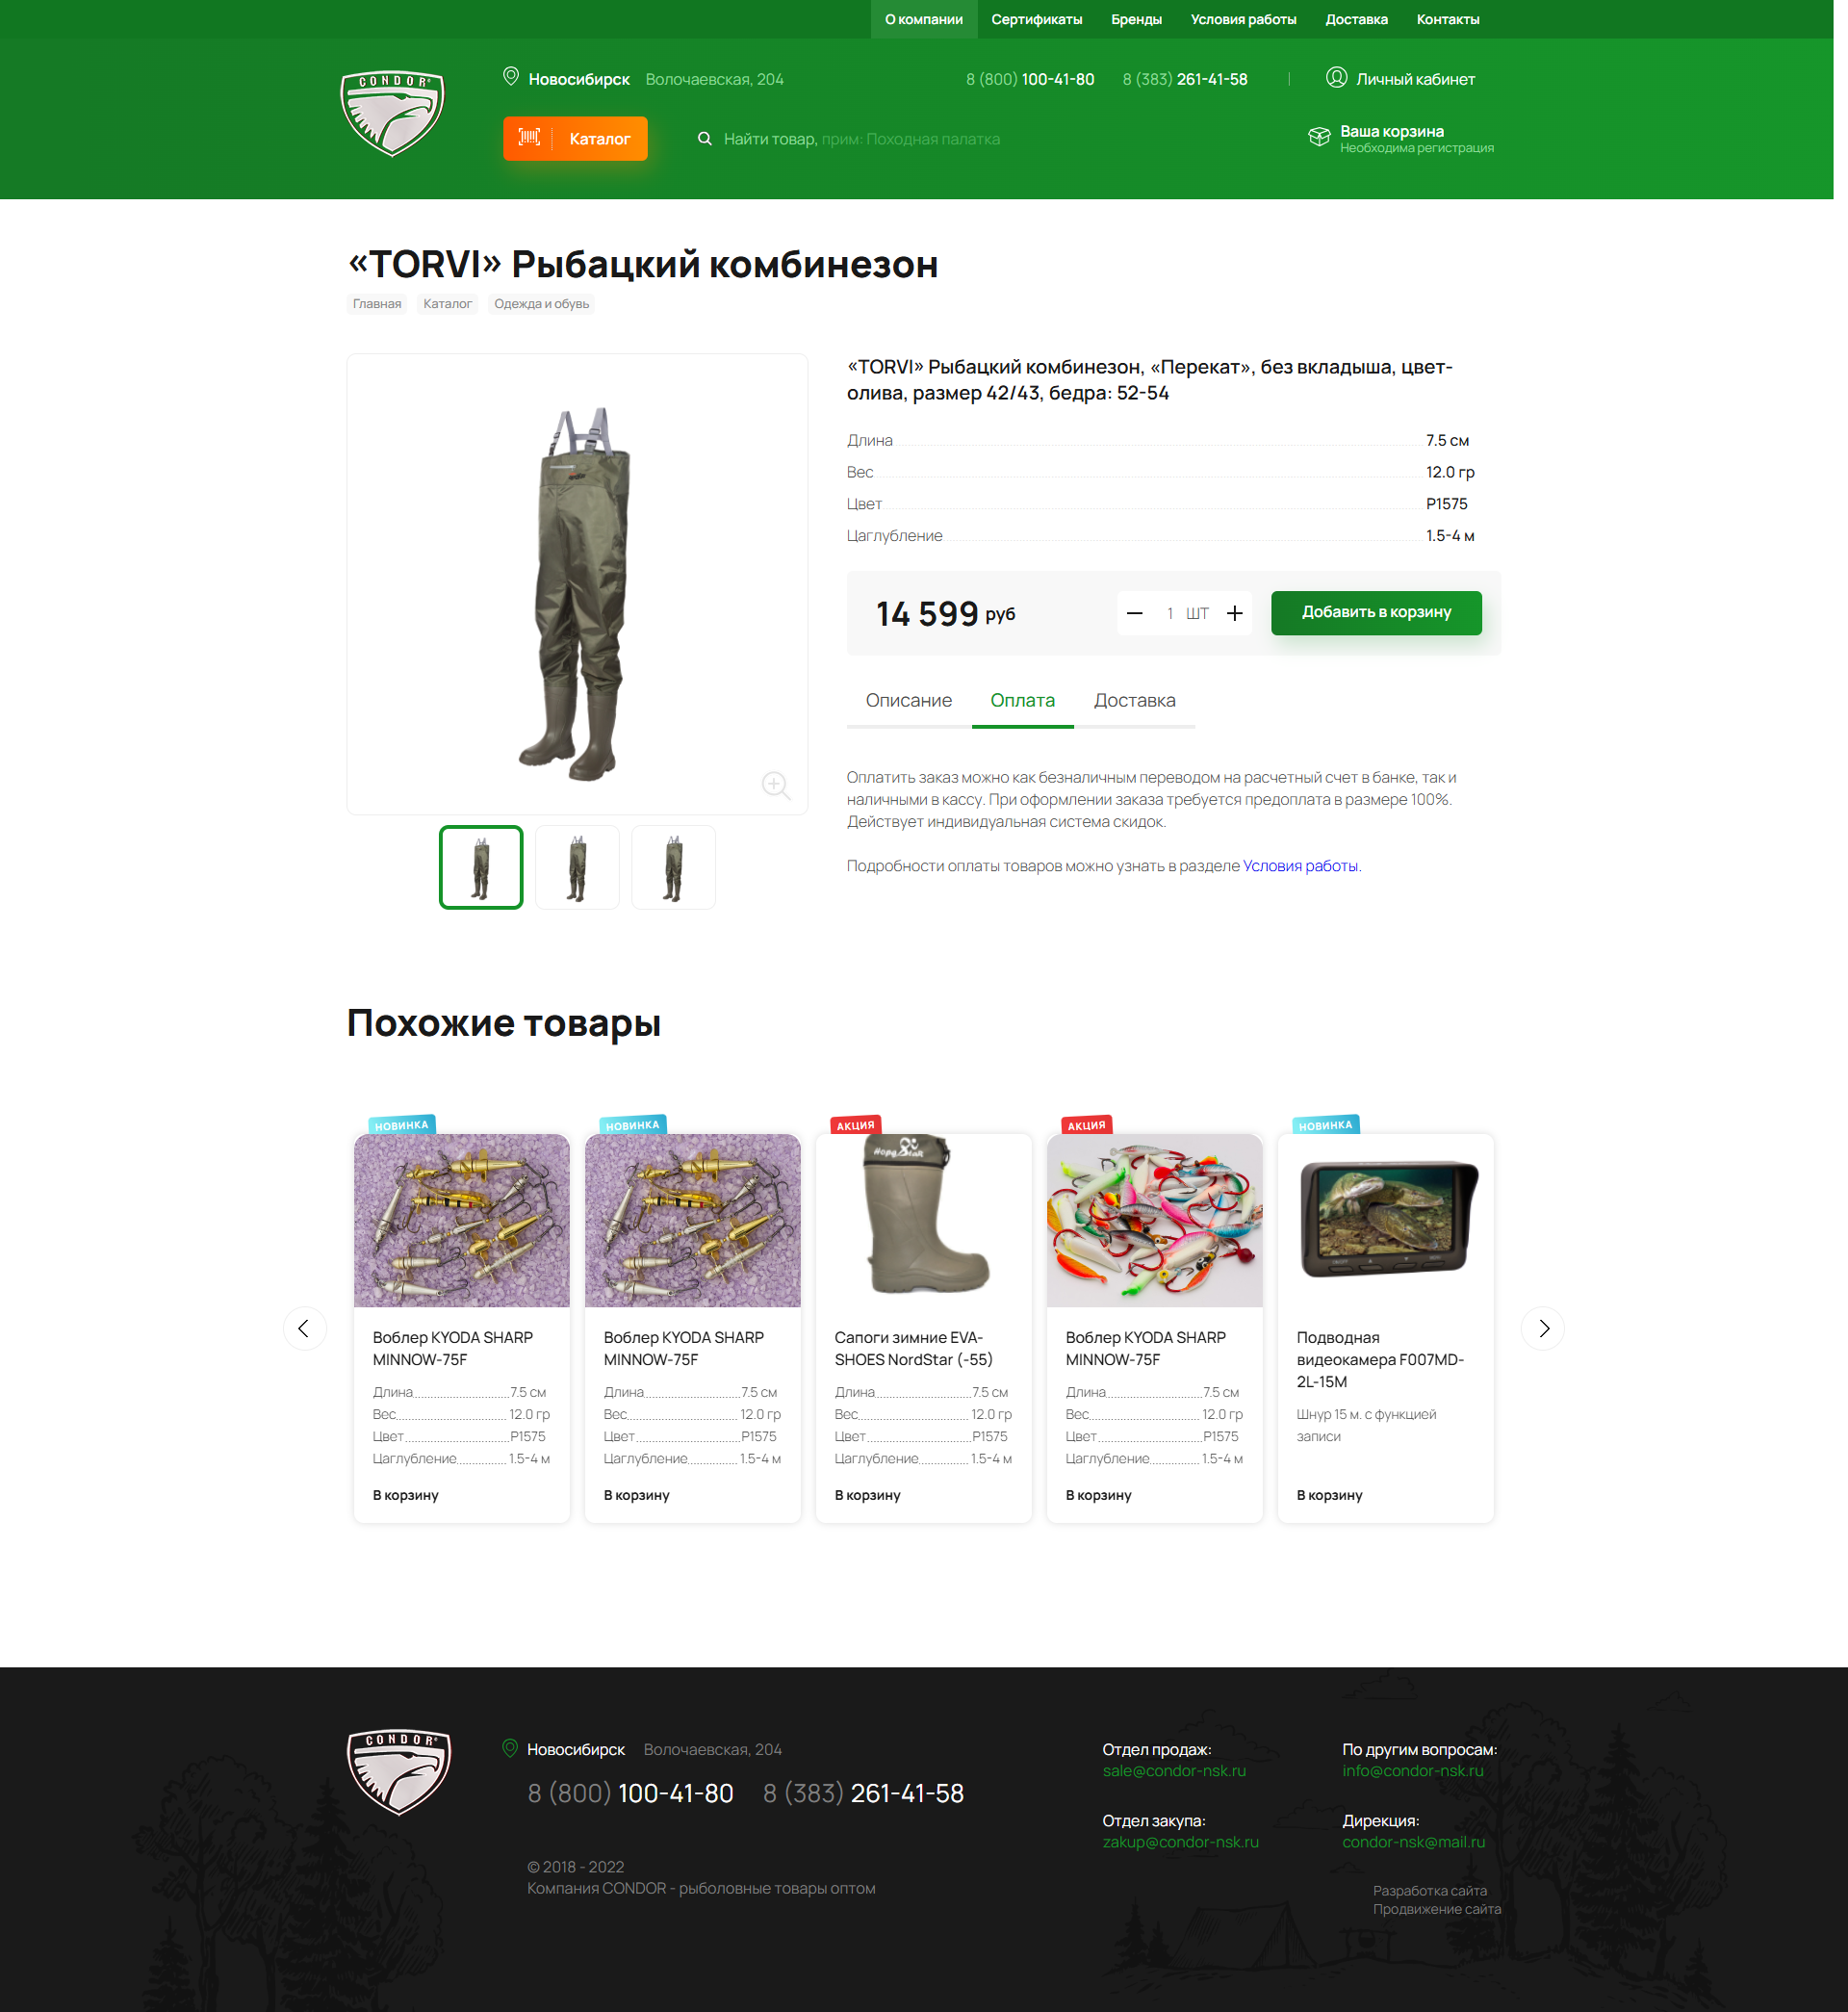 О компании
Сертификаты
Бренды
Условия работы
Доставка
Контакты
CONDOR
Новосибирск Волочаевская, 204
8 (800) 100-41-80
8 (383) 261-41-58
Личный кабинет
Каталог
Найти товар, прим: Походная палатка
Ваша корзина
Необходима регистрация
«TORVI» Рыбацкий комбинезон
Главная
Каталог
Одежда и обувь
«TORVI» Рыбацкий комбинезон, «Перекат», без вкладыша, цвет-
олива, размер 42/43, бедра: 52-54
Длина 7.5 см
Вес 12.0 гр
Цвет P1575
Цаглубление 1.5-4 м
14 599 руб
1 ШТ
Добавить в корзину
Описание
Оплата
Доставка
Оплатить заказ можно как безналичным переводом на расчетный счет в банке, так и
наличными в кассу. При оформлении заказа требуется предоплата в размере 100%.
Действует индивидуальная система скидок.
Подробности оплаты товаров можно узнать в разделе Условия работы.
Похожие товары
НОВИНКА
Воблер KYODA SHARP
MINNOW-75F
Длина 7.5 см
Вес 12.0 гр
Цвет P1575
Цаглубление 1.5-4 м
В корзину
НОВИНКА
Воблер KYODA SHARP
MINNOW-75F
Длина 7.5 см
Вес 12.0 гр
Цвет P1575
Цаглубление 1.5-4 м
В корзину
АКЦИЯ
Сапоги зимние EVA-
SHOES NordStar (-55)
Длина 7.5 см
Вес 12.0 гр
Цвет P1575
Цаглубление 1.5-4 м
В корзину
АКЦИЯ
Воблер KYODA SHARP
MINNOW-75F
Длина 7.5 см
Вес 12.0 гр
Цвет P1575
Цаглубление 1.5-4 м
В корзину
НОВИНКА
Подводная
видеокамера F007MD-
2L-15M
Шнур 15 м. с функцией
записи
В корзину
CONDOR
Новосибирск Волочаевская, 204
8 (800) 100-41-80 8 (383) 261-41-58
© 2018 - 2022
Компания CONDOR - рыболовные товары оптом
Отдел продаж:
sale@condor-nsk.ru
Отдел закупа:
zakup@condor-nsk.ru
По другим вопросам:
info@condor-nsk.ru
Дирекция:
condor-nsk@mail.ru
Разработка сайта
Продвижение сайта